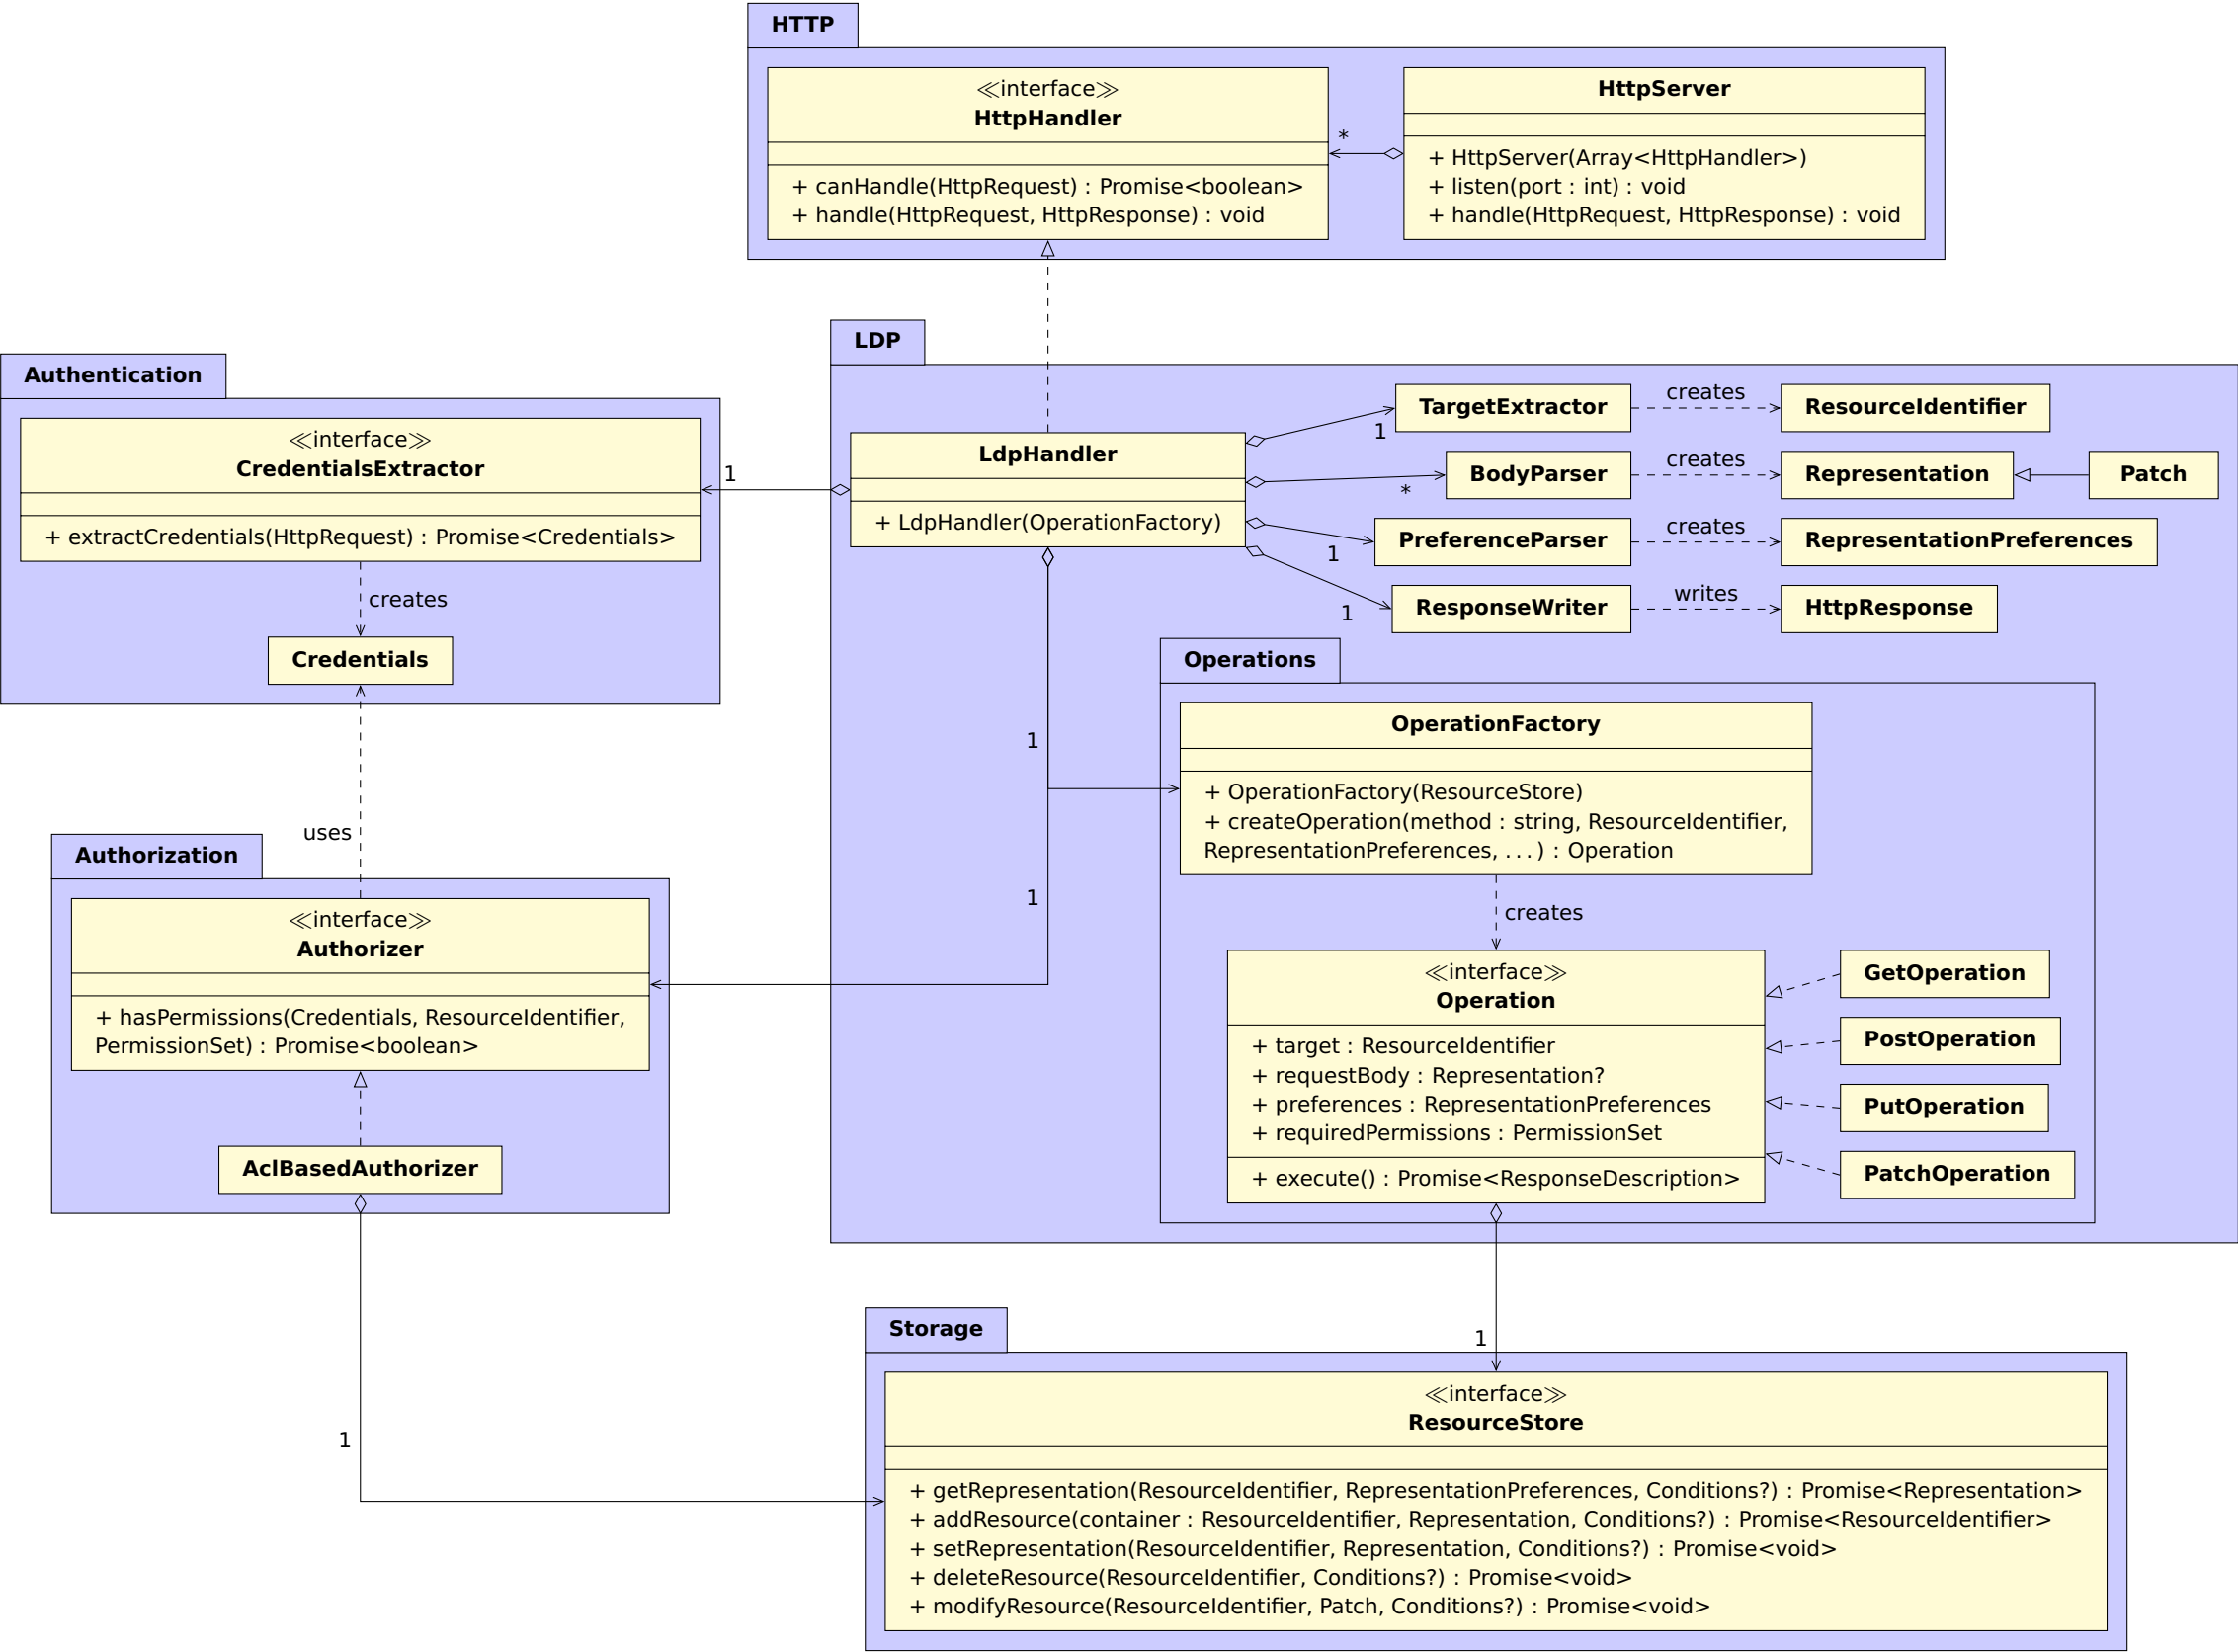 HTTP
≪interface≫
HttpHandler
+ canHandle(HttpRequest) : Promise<boolean>
+ handle(HttpRequest, HttpResponse) : void
*
HttpServer
+ HttpServer(Array<HttpHandler>)
+ listen(port : int) : void
+ handle(HttpRequest, HttpResponse) : void
Authentication
≪interface≫
CredentialsExtractor
+ extractCredentials(HttpRequest) : Promise<Credentials>
creates
Credentials
1
LDP
LdpHandler
+ LdpHandler(OperationFactory)
1
TargetExtractor
creates
ResourceIdentifier
*
BodyParser
creates
Representation
Patch
1
PreferenceParser
creates
RepresentationPreferences
1
ResponseWriter
writes
HttpResponse
Operations
1
OperationFactory
+ OperationFactory(ResourceStore)
+ createOperation(method : string, ResourceIdentifier,
RepresentationPreferences, ...) : Operation
creates
≪interface≫
Operation
+ target : ResourceIdentifier
+ requestBody : Representation?
+ preferences : RepresentationPreferences
+ requiredPermissions : PermissionSet
+ execute() : Promise<ResponseDescription>
GetOperation
PostOperation
PutOperation
PatchOperation
uses
1
Authorization
≪interface≫
Authorizer
+ hasPermissions(Credentials, ResourceIdentifier,
PermissionSet) : Promise<boolean>
AclBasedAuthorizer
1
1
Storage
≪interface≫
ResourceStore
+ getRepresentation(ResourceIdentifier, RepresentationPreferences, Conditions?) : Promise<Representation>
+ addResource(container : ResourceIdentifier, Representation, Conditions?) : Promise<ResourceIdentifier>
+ setRepresentation(ResourceIdentifier, Representation, Conditions?) : Promise<void>
+ deleteResource(ResourceIdentifier, Conditions?) : Promise<void>
+ modifyResource(ResourceIdentifier, Patch, Conditions?) : Promise<void>